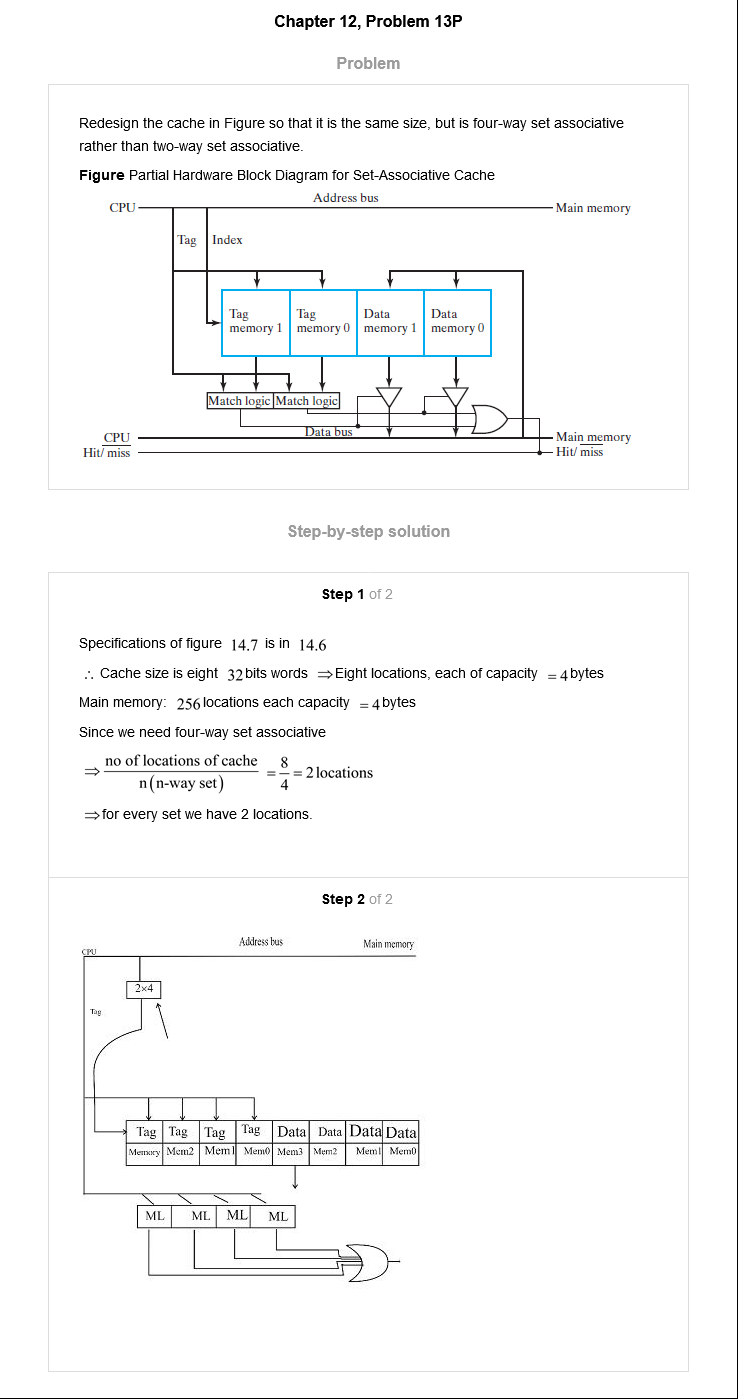 Chapter 12, Problem 13P
Problem
Redesign the cache in Figure so that it is the same size, but is four-way set associative
rather than two-way set associative.
Figure Partial Hardware Block Diagram for Set-Associative Cache
Address bus
CPU
Main memory
Tag
Index
Tag memory 1
Tag memory 0
Data memory 1
Data memory 0
Match logic
Match logic
Data bus
CPU
Main memory
Hit/ miss
Hit/ miss
Step-by-step solution
Step 1 of 2
Specifications of figure 14.7 is in 14.6
∴ Cache size is eight 32 bits words ⇒ Eight locations, each of capacity = 4 bytes
Main memory: 256 locations each capacity = 4 bytes
Since we need four-way set associative
⇒ no of locations of cache / n(n-way set) = 8/4 = 2 locations
⇒ for every set we have 2 locations.
Step 2 of 2
Address bus
Main memory
CPU
2×4
Tag
Tag Tag Tag Tag Data Data Data Data
Memory Mem2 Mem1 Mem0 Mem3 Mem2 Mem1 Mem0
ML ML ML ML